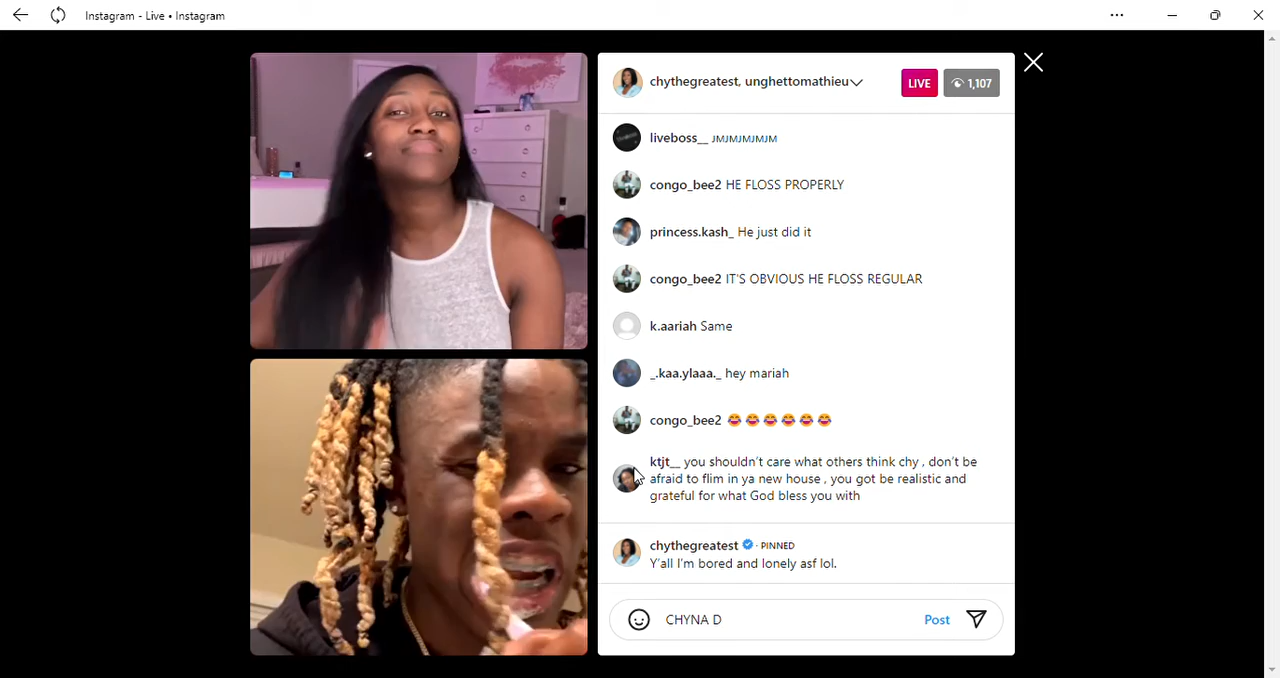 Instagram - Live • Instagram
chythegreatest, unghettomathieu
LIVE
1,107
liveboss__ JMJMJMJMJM
congo_bee2 HE FLOSS PROPERLY
princess.kash_ He just did it
congo_bee2 IT'S OBVIOUS HE FLOSS REGULAR
k.aariah Same
_.kaa.ylaaa._ hey mariah
congo_bee2 😂😂😂😂😂😂
ktjt__ you shouldn't care what others think chy , don't be
afraid to flim in ya new house , you got be realistic and
grateful for what God bless you with
chythegreatest · PINNED
Y'all I'm bored and lonely asf lol.
CHYNA D
Post